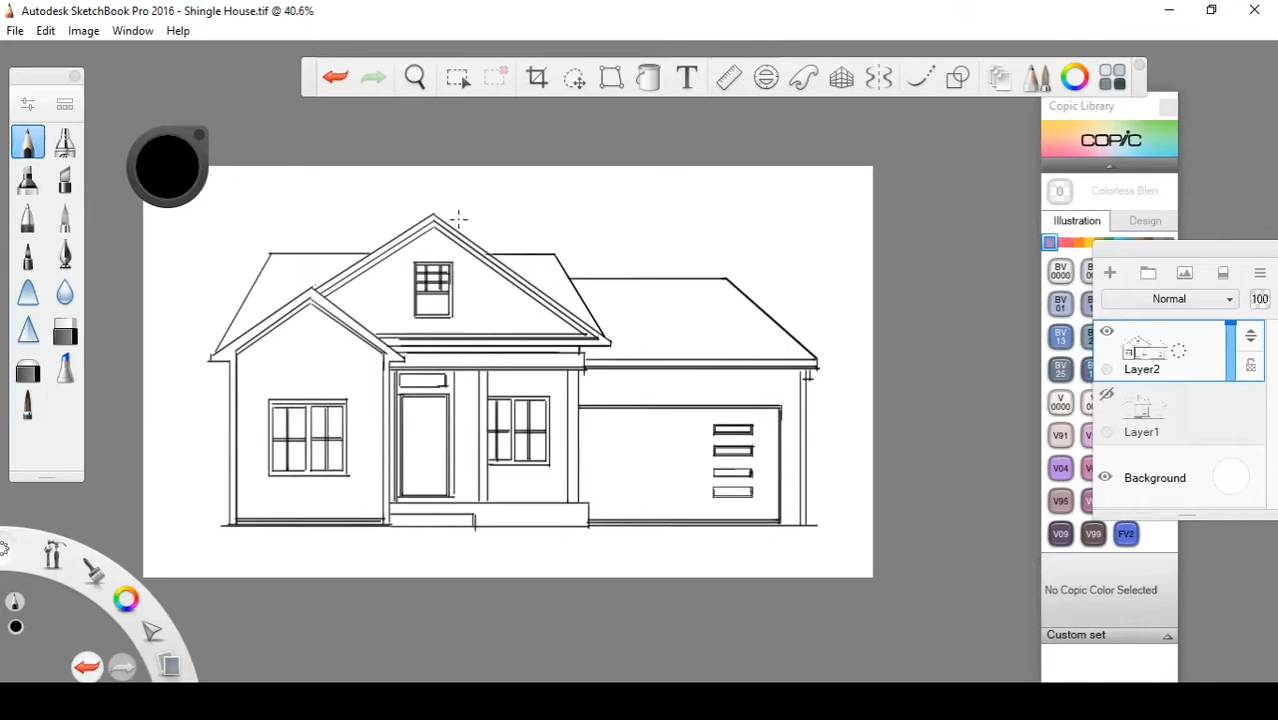 Autodesk SketchBook Pro 2016 - Shingle House.tif @ 40.6%
File Edit Image Window Help
T
Copic Library
COPIC
0 Colorless Blen...
Illustration Design
BV 0000
BV 01
BV 13
BV 25
V 0000
V91
V04
V95
V09 V99 FV2
No Copic Color Selected
Custom set
Normal 100
Layer2
Layer1
Background